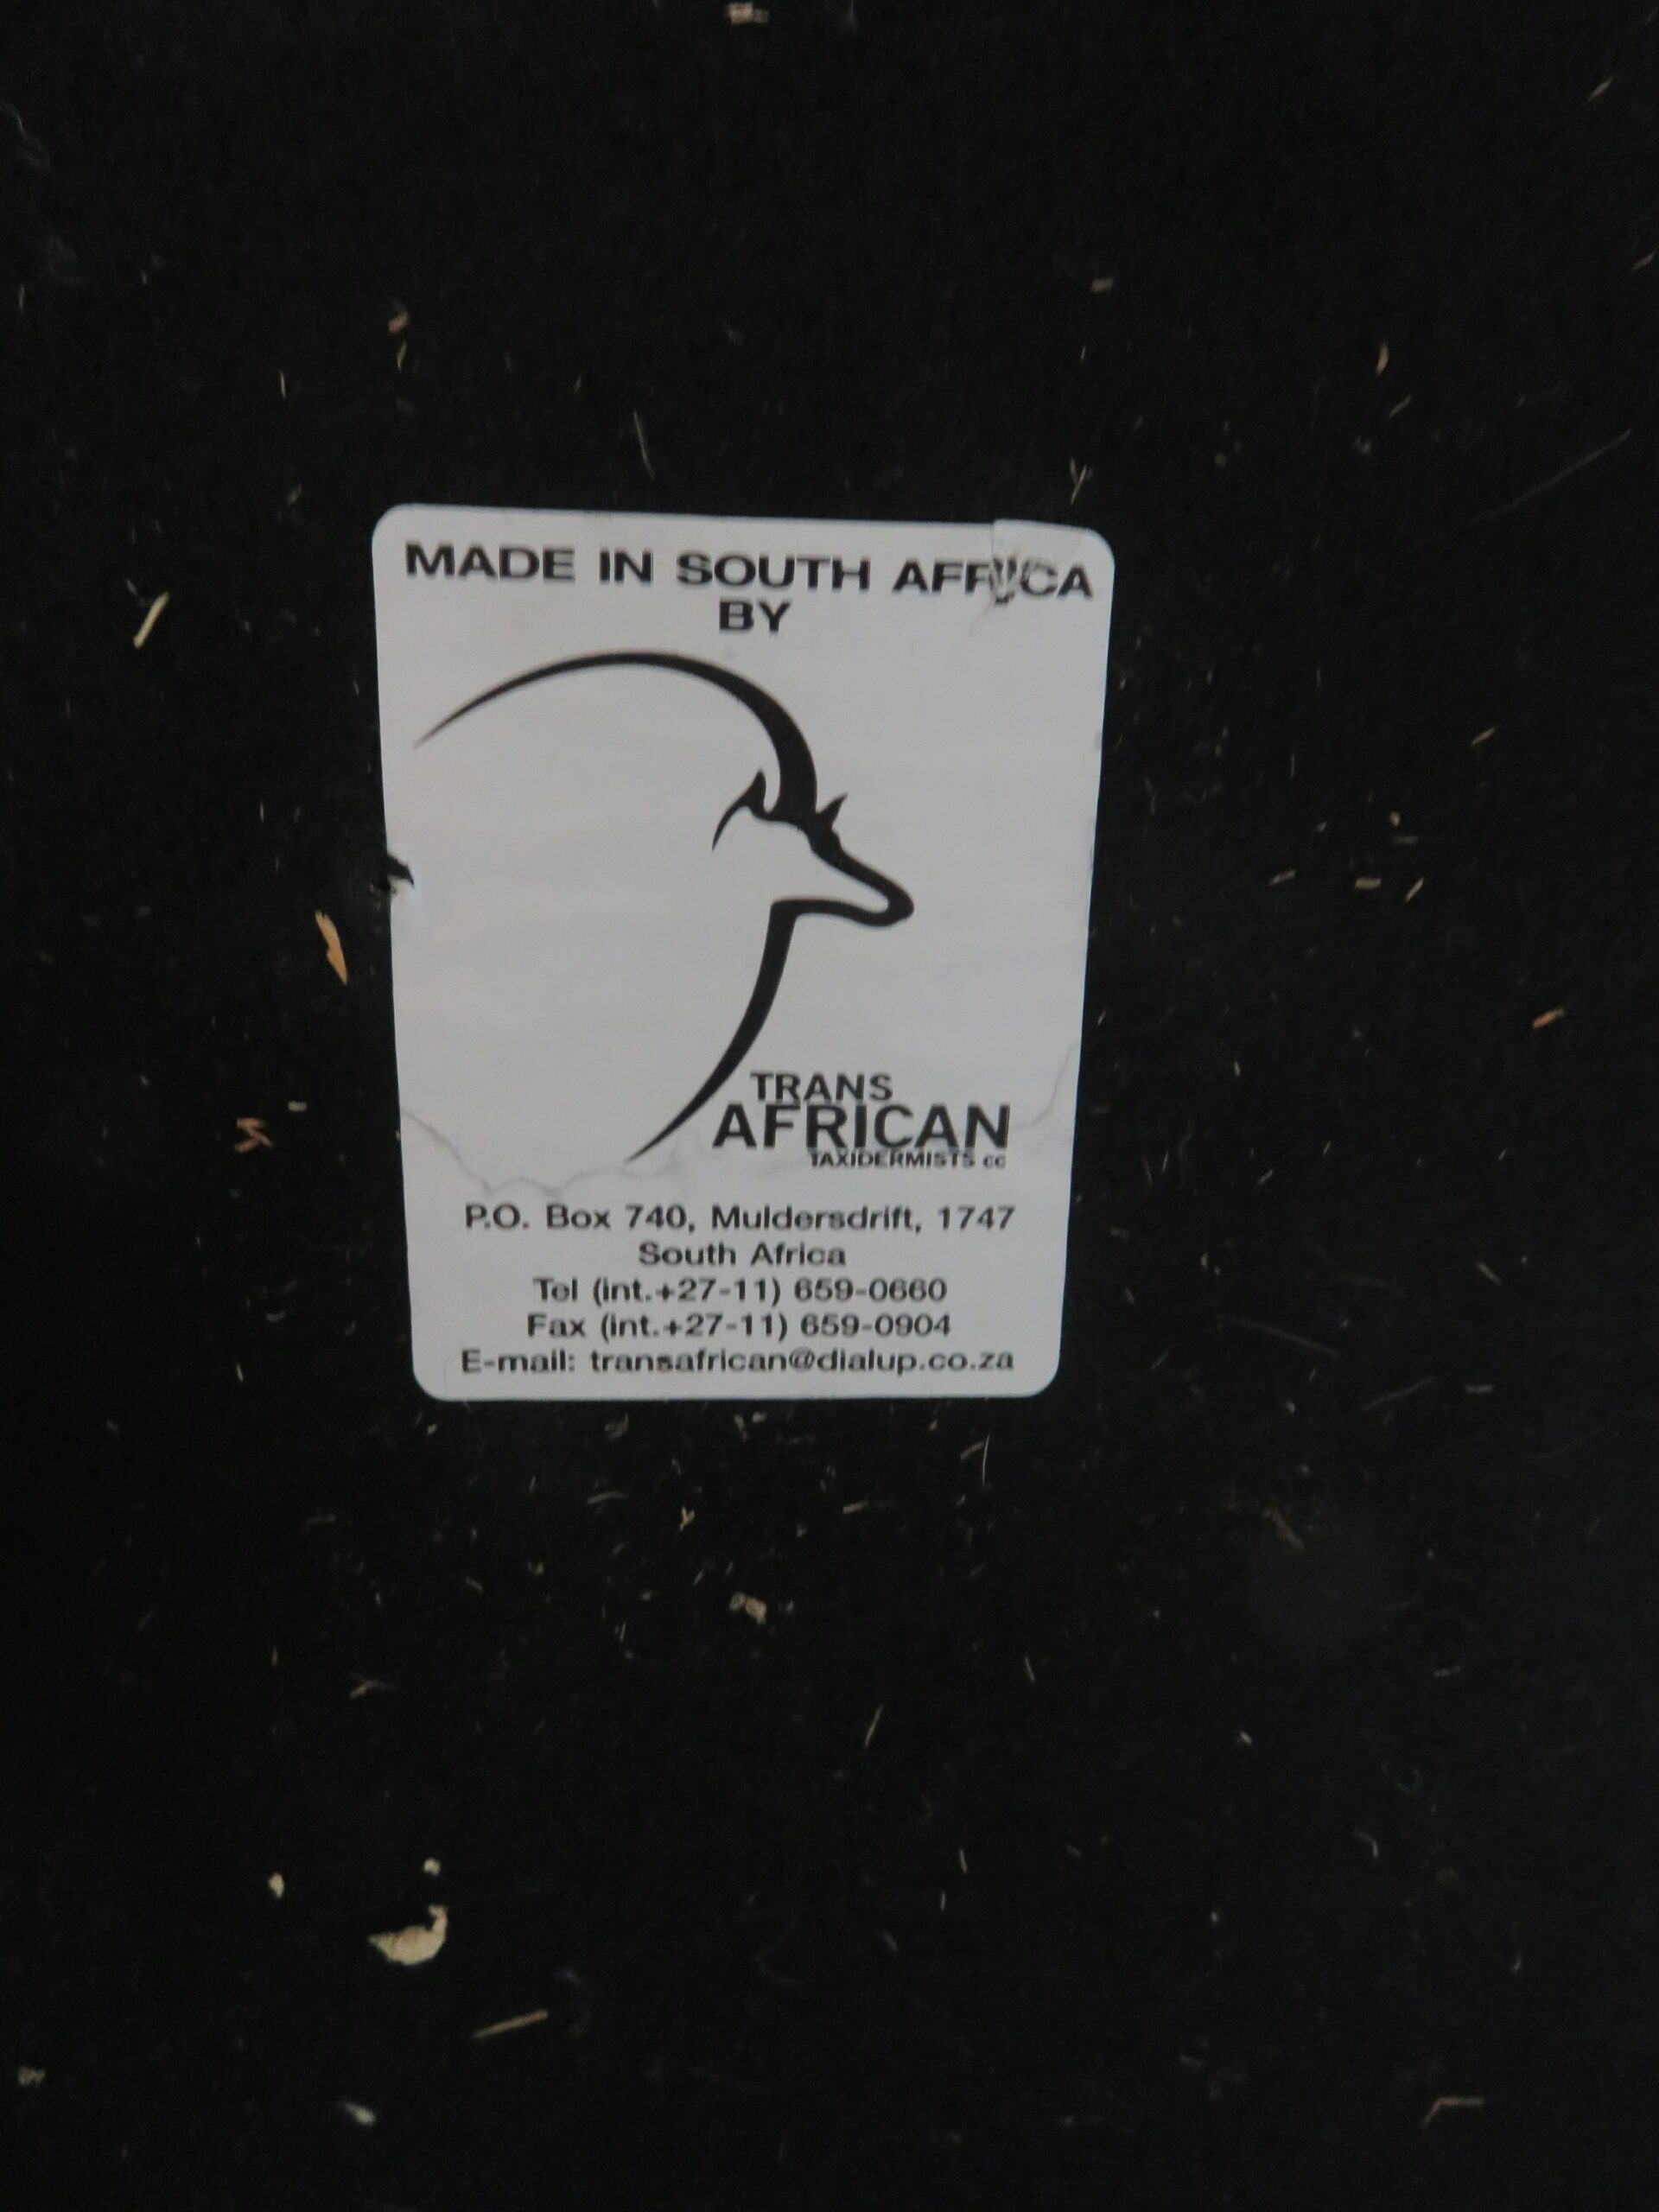 MADE IN SOUTH AFRICA
BY
TRANS
AFRICAN
TAXIDERMISTS cc
P.O. Box 740, Muldersdrift, 1747
South Africa
Tel (int.+27-11) 659-0660
Fax (int.+27-11) 659-0904
E-mail: transafrican@dialup.co.za